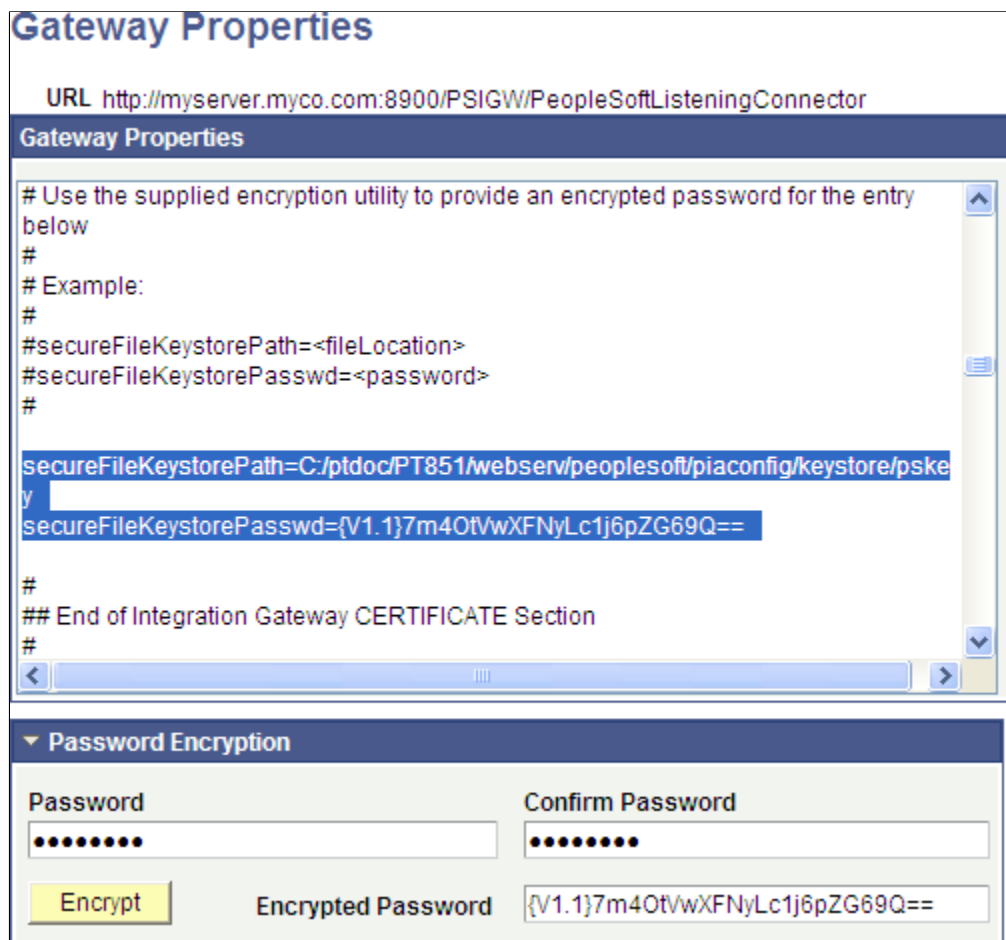 Gateway Properties
URL http://myserver.myco.com:8900/PSIGW/PeopleSoftListeningConnector
Gateway Properties
# Use the supplied encryption utility to provide an encrypted password for the entry
below
#
# Example:
#
#secureFileKeystorePath=<fileLocation>
#secureFileKeystorePasswd=<password>
#
secureFileKeystorePath=C:/ptdoc/PT851/webserv/peoplesoft/piaconfig/keystore/pske
y
secureFileKeystorePasswd={V1.1}7m4OtVwXFNyLc1j6pZG69Q==
#
## End of Integration Gateway CERTIFICATE Section
#
Password Encryption
Password Confirm Password
•••••••• ••••••••
Encrypt Encrypted Password {V1.1}7m4OtVwXFNyLc1j6pZG69Q==